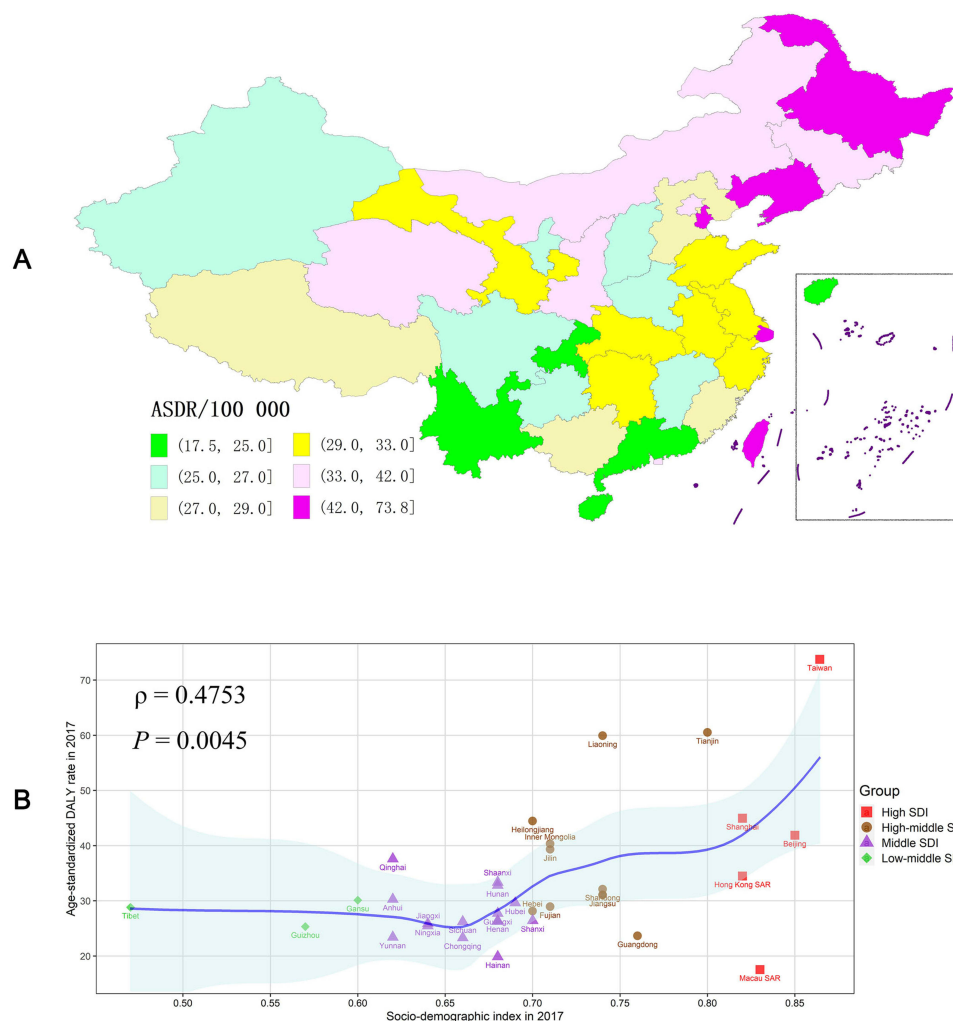 A
ASDR/100 000
(17.5, 25.0] (29.0, 33.0]
(25.0, 27.0] (33.0, 42.0]
(27.0, 29.0] (42.0, 73.8]
B
ρ = 0.4753
P = 0.0045
Age-standardized DALY rate in 2017
70
60
50
40
30
20
Taiwan
Liaoning
Tianjin
Heilongjiang
Inner Mongolia
Jilin
Shanghai
Beijing
Hong Kong SAR
Macau SAR
Qinghai
Shaanxi
Hunan
Anhui
Gansu
Tibet
Guizhou
Yunnan
Jiangxi
Ningxia
Sichuan
Chongqing
Guangxi
Henan
Hubei
Hebei
Fujian
Shanxi
Hainan
Shandong
Jiangsu
Guangdong
Group
High SDI
High-middle S
Middle SDI
Low-middle S
0.50 0.55 0.60 0.65 0.70 0.75 0.80 0.85
Socio-demographic index in 2017